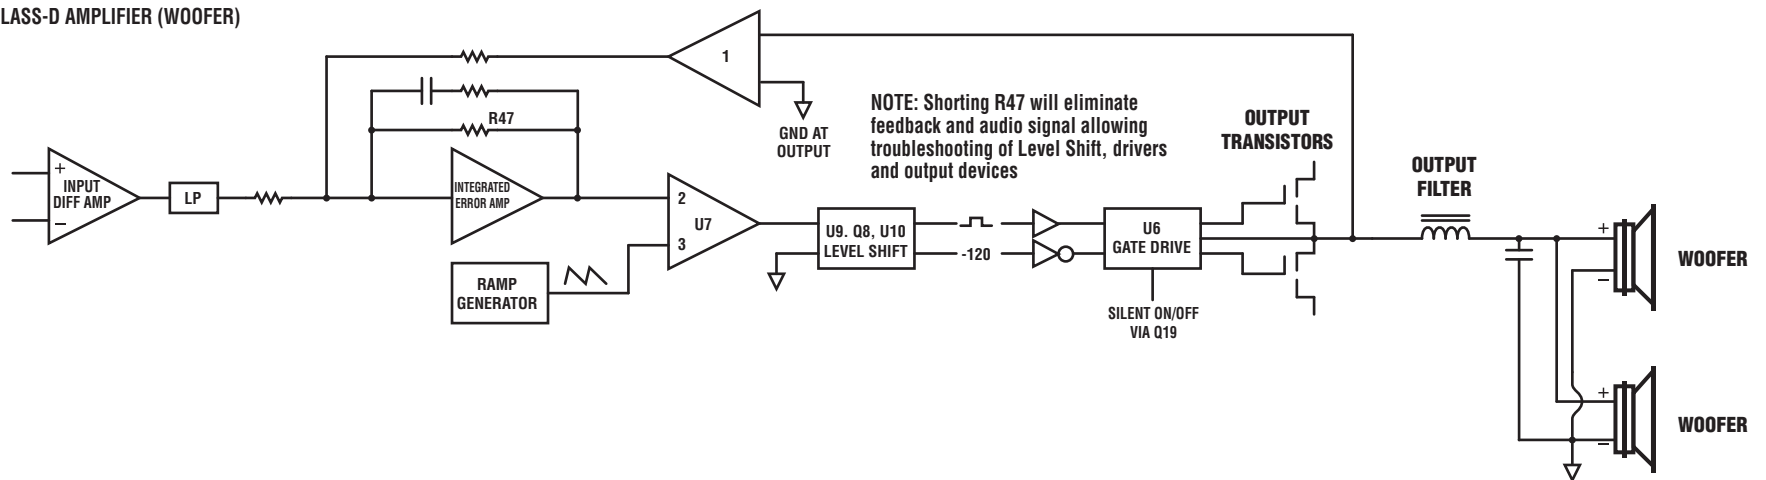 LASS-D AMPLIFIER (WOOFER)
1
R47
GND AT
OUTPUT
NOTE: Shorting R47 will eliminate
feedback and audio signal allowing
troubleshooting of Level Shift, drivers
and output devices
OUTPUT
TRANSISTORS
OUTPUT
FILTER
+
INPUT
DIFF AMP
–
LP
INTEGRATED
ERROR AMP
2
U7
3
RAMP
GENERATOR
U9. Q8, U10
LEVEL SHIFT
-120
U6
GATE DRIVE
SILENT ON/OFF
VIA Q19
+
–
WOOFER
+
–
WOOFER